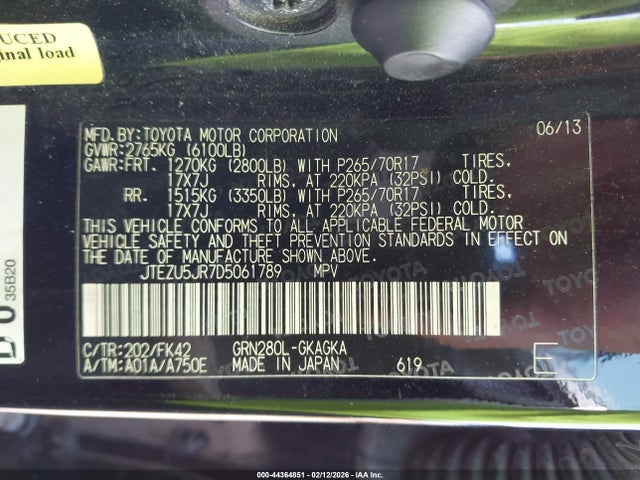 UCED
ginal load
MFD.BY:TOYOTA MOTOR CORPORATION 06/13
GVWR:2765KG (6100LB)
GAWR:FRT. 1270KG (2800LB) WITH P265/70R17 TIRES,
17X7J RIMS, AT 220KPA (32PSI) COLD.
RR. 1515KG (3350LB) WITH P265/70R17 TIRES,
17X7J RIMS, AT 220KPA (32PSI) COLD.
THIS VEHICLE CONFORMS TO ALL APPLICABLE FEDERAL MOTOR
VEHICLE SAFETY AND THEFT PREVENTION STANDARDS IN EFFECT ON
THE DATE OF MANUFACTURE SHOWN ABOVE.
JTEZU5JR7D5061789 MPV
C/TR:202/FK42 GRN280L-GKAGKA
A/TM:A01A/A750E MADE IN JAPAN 619 E
35B20
000-44364851 - 02/12/2026 - IAA Inc.